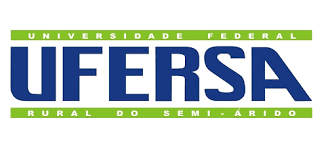 UNIVERSIDADE FEDERAL
UFERSA
RURAL DO SEMI-ÁRIDO